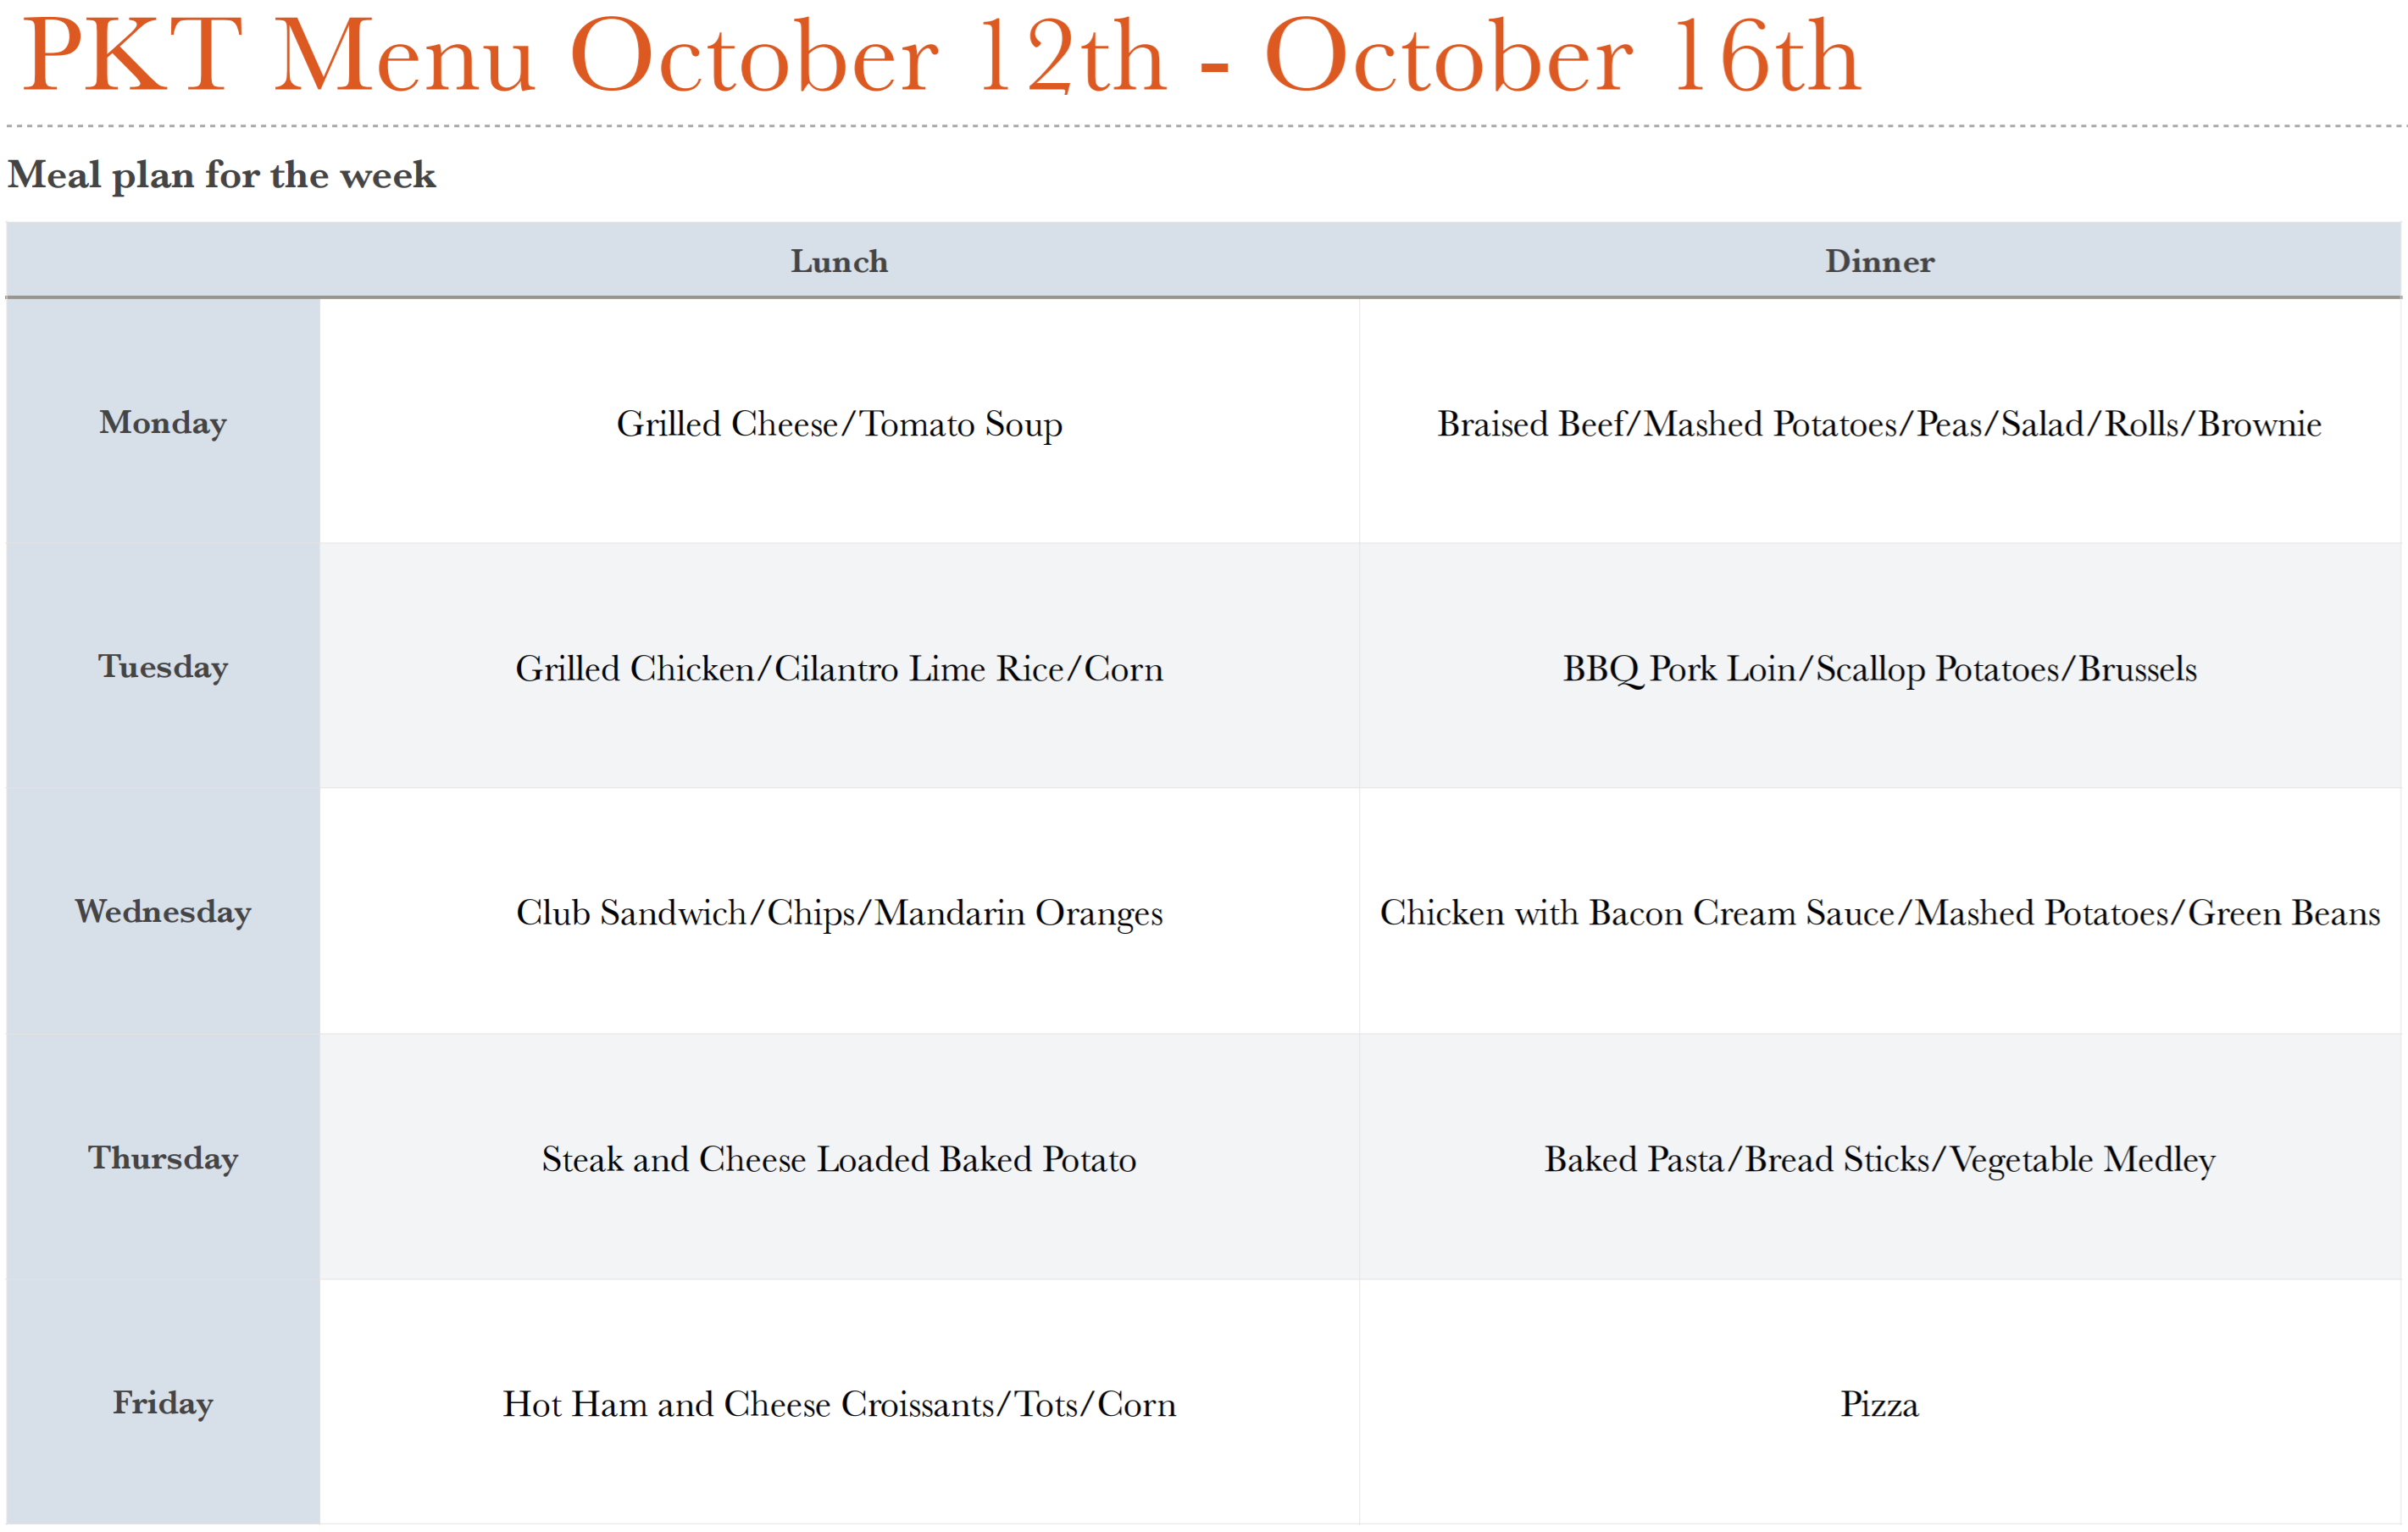 PKT Menu October 12th - October 16th
Meal plan for the week
Lunch Dinner
Monday Grilled Cheese/Tomato Soup Braised Beef/Mashed Potatoes/Peas/Salad/Rolls/Brownie
Tuesday Grilled Chicken/Cilantro Lime Rice/Corn BBQ Pork Loin/Scallop Potatoes/Brussels
Wednesday Club Sandwich/Chips/Mandarin Oranges Chicken with Bacon Cream Sauce/Mashed Potatoes/Green Beans
Thursday Steak and Cheese Loaded Baked Potato Baked Pasta/Bread Sticks/Vegetable Medley
Friday Hot Ham and Cheese Croissants/Tots/Corn Pizza